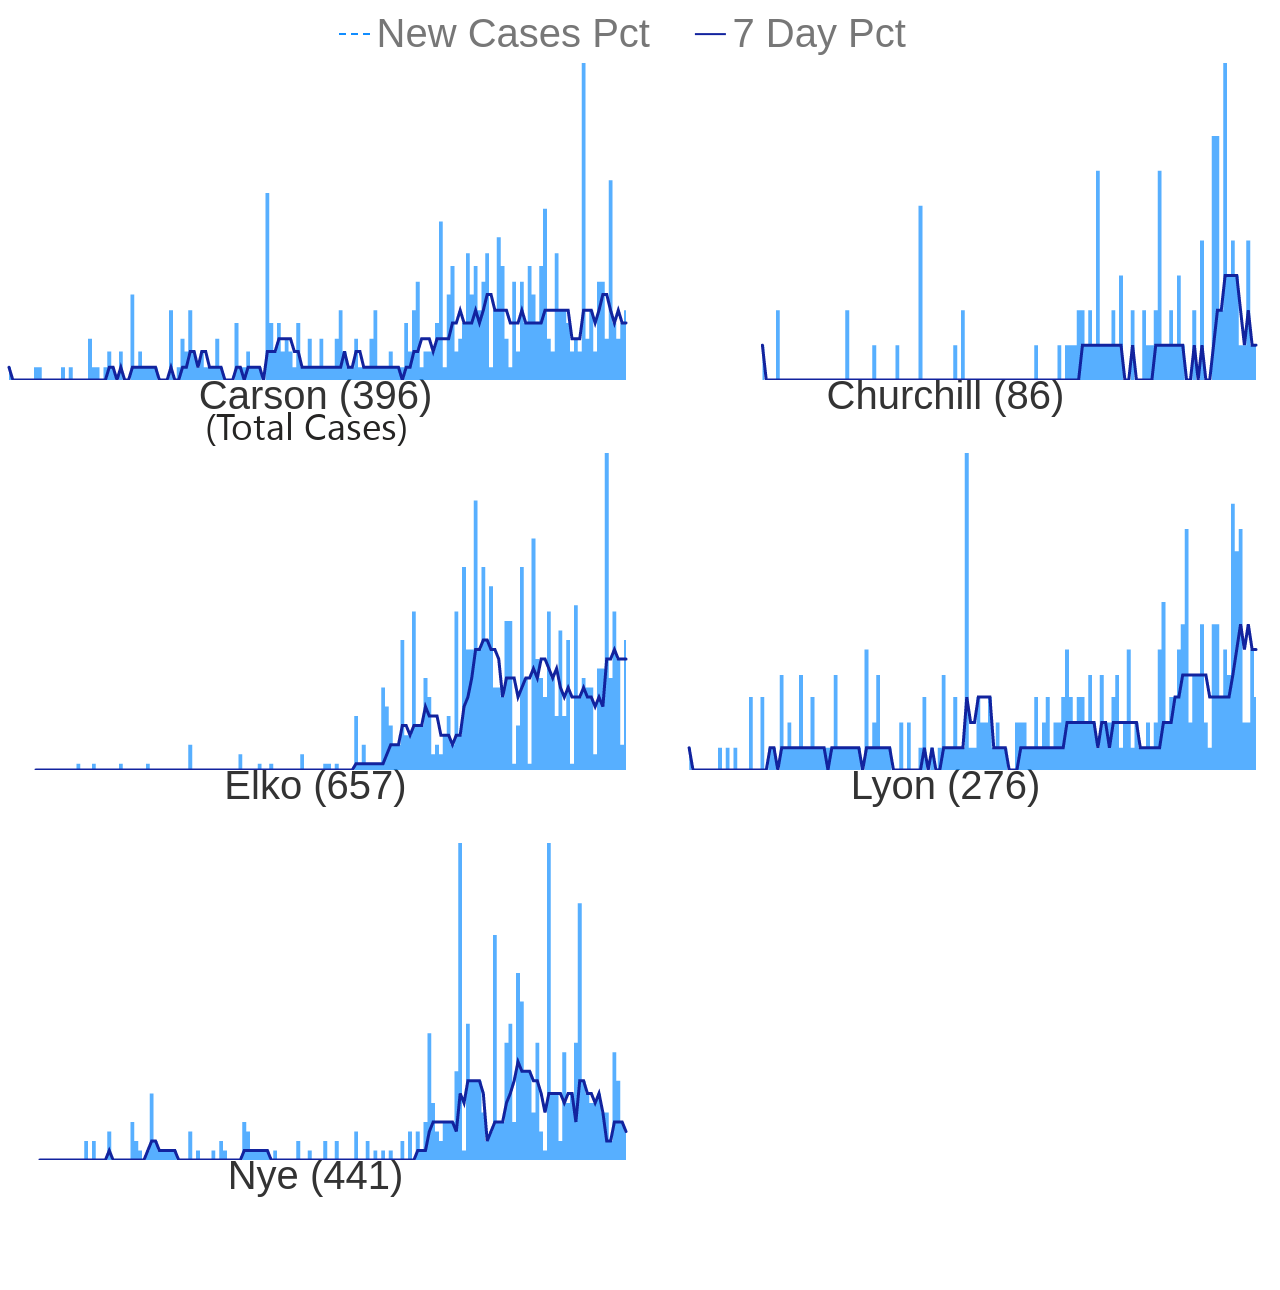 New Cases Pct 7 Day Pct
Carson (396)
(Total Cases)
Churchill (86)
Elko (657)
Lyon (276)
Nye (441)